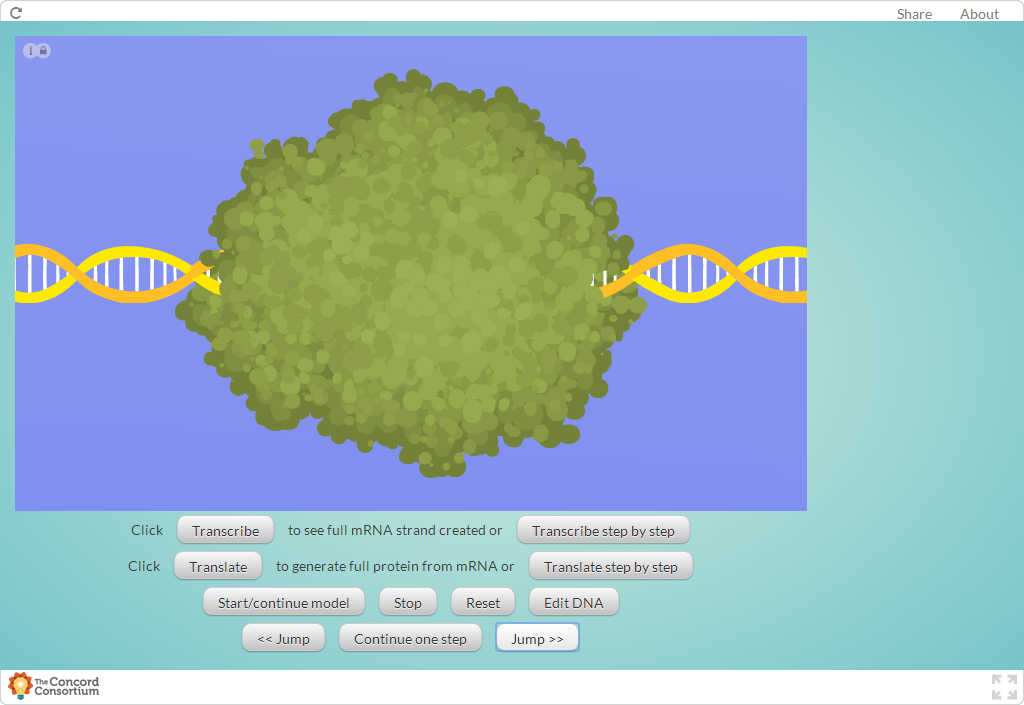 Share About
Click Transcribe to see full mRNA strand created or Transcribe step by step
Click Translate to generate full protein from mRNA or Translate step by step
Start/continue model Stop Reset Edit DNA
<< Jump Continue one step Jump >>
The Concord
Consortium